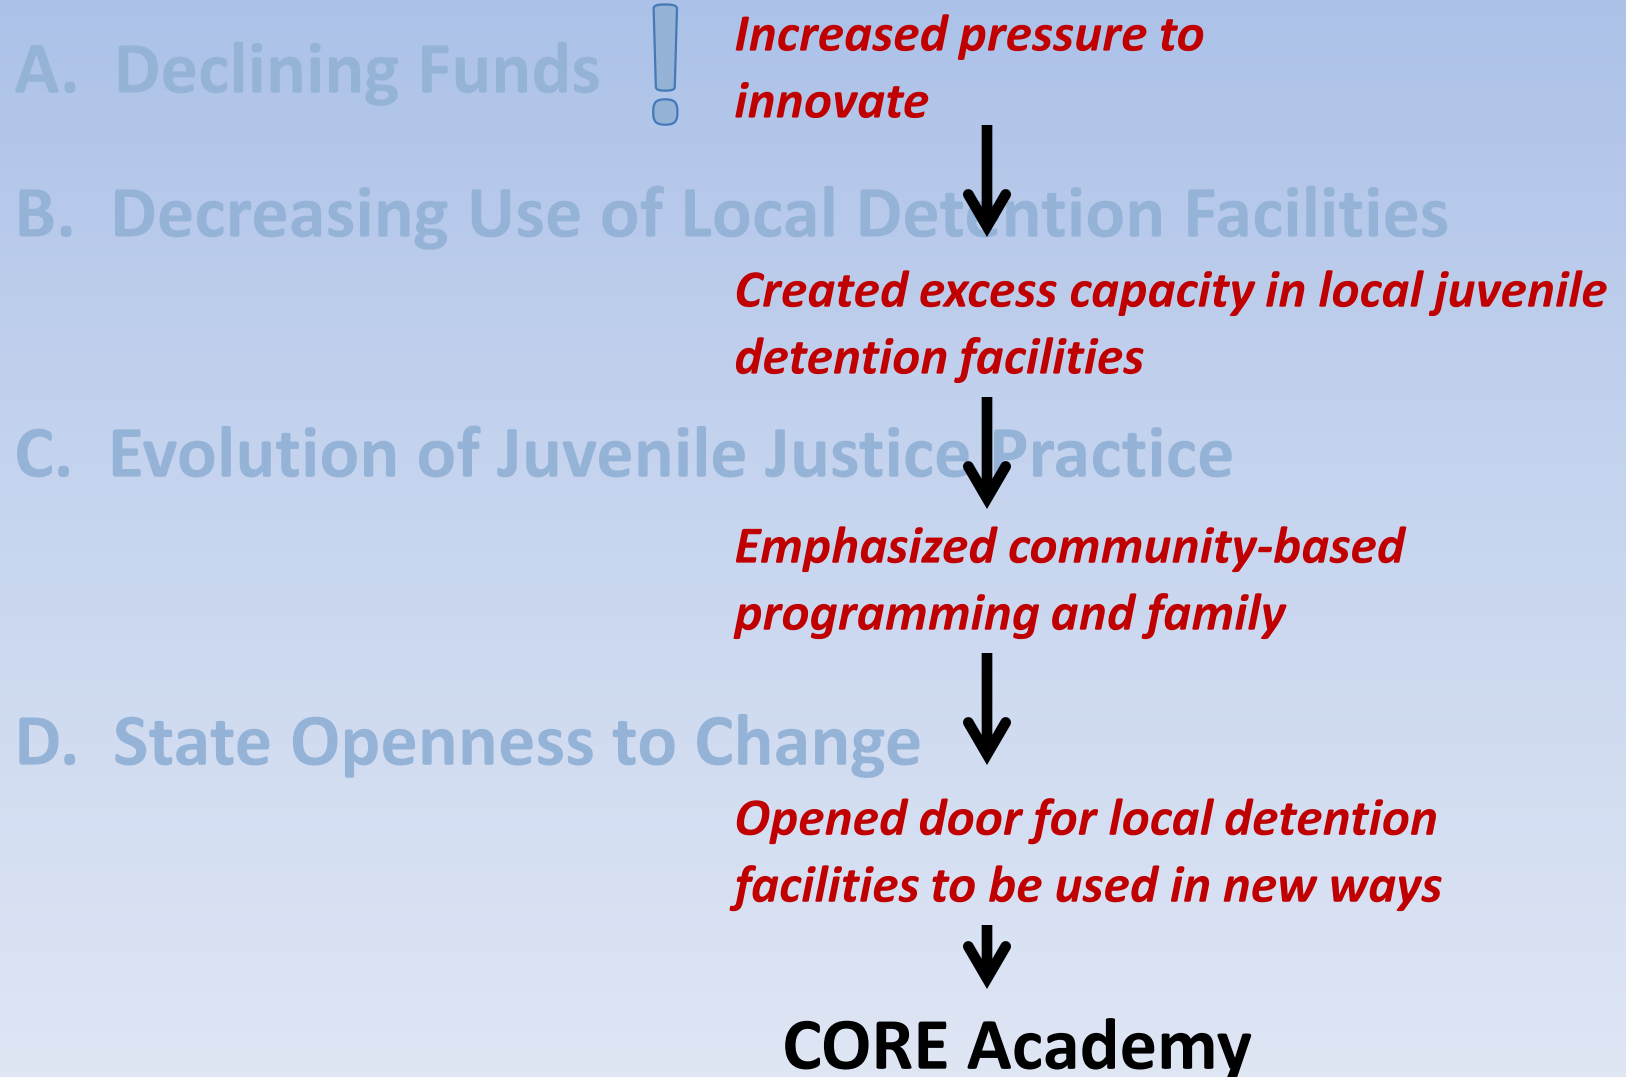 A. Declining Funds !
Increased pressure to
innovate
B. Decreasing Use of Local Detention Facilities
Created excess capacity in local juvenile
detention facilities
C. Evolution of Juvenile Justice Practice
Emphasized community-based
programming and family
D. State Openness to Change
Opened door for local detention
facilities to be used in new ways
CORE Academy